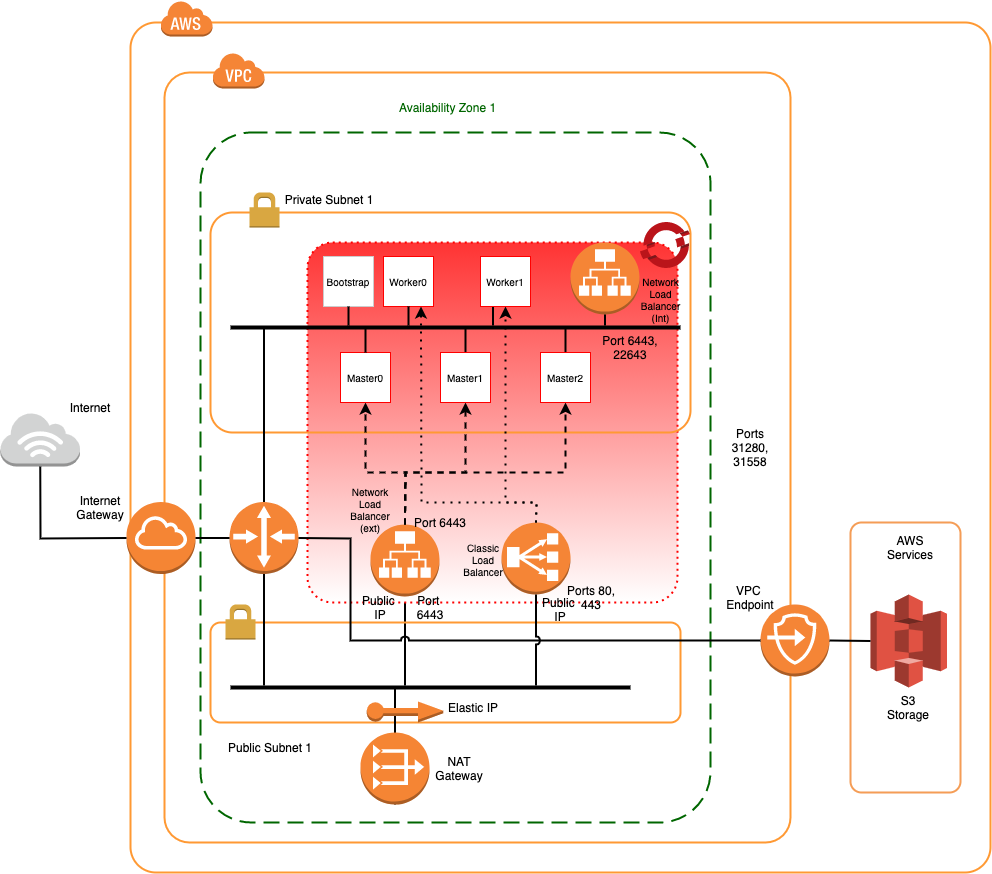 AWS
VPC
Availability Zone 1
Private Subnet 1
Bootstrap
Worker0
Worker1
Network
Load
Balancer
(Int)
Port 6443,
22643
Master0
Master1
Master2
Internet
Internet
Gateway
Ports
31280,
31558
Network
Load
Balancer
(ext)
Port 6443
Classic
Load
Balancer
Public
IP
Port
6443
Ports 80,
443
Public
IP
AWS
Services
VPC
Endpoint
S3
Storage
Elastic IP
Public Subnet 1
NAT
Gateway